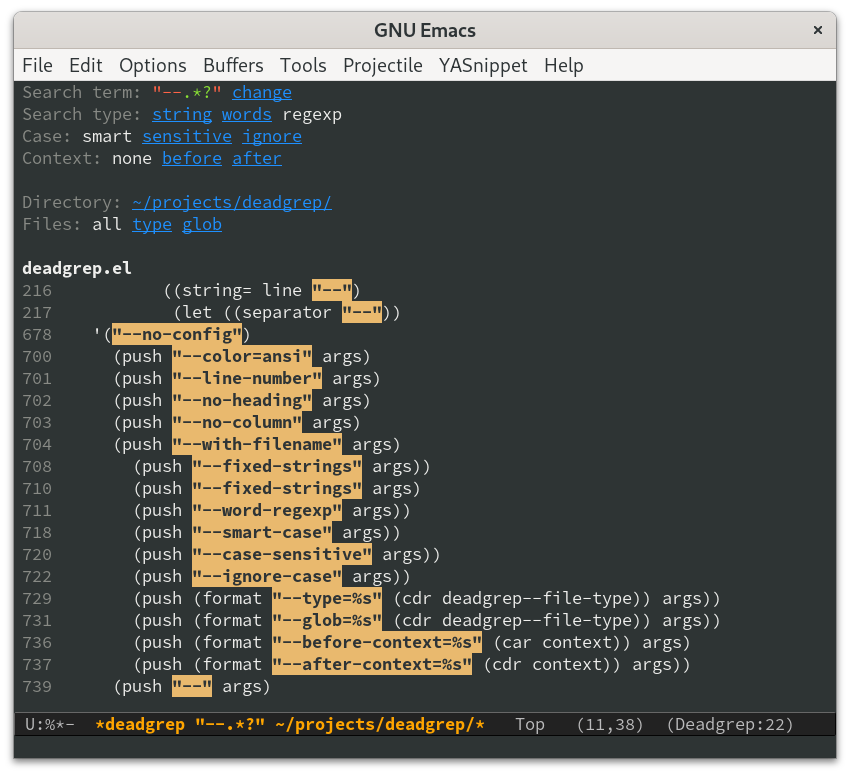 GNU Emacs ×
File Edit Options Buffers Tools Projectile YASnippet Help
Search term: "--.*?" change
Search type: string words regexp
Case: smart sensitive ignore
Context: none before after
Directory: ~/projects/deadgrep/
Files: all type glob
deadgrep.el
216           ((string= line "--")
217            (let ((separator "--"))
678    '("--no-config")
700      (push "--color=ansi" args)
701      (push "--line-number" args)
702      (push "--no-heading" args)
703      (push "--no-column" args)
704      (push "--with-filename" args)
708        (push "--fixed-strings" args))
710        (push "--fixed-strings" args)
711        (push "--word-regexp" args))
718        (push "--smart-case" args))
720        (push "--case-sensitive" args))
722        (push "--ignore-case" args))
729        (push (format "--type=%s" (cdr deadgrep--file-type)) args))
731        (push (format "--glob=%s" (cdr deadgrep--file-type)) args))
736        (push (format "--before-context=%s" (car context)) args)
737        (push (format "--after-context=%s" (cdr context)) args))
739      (push "--" args)
U:%*-  *deadgrep "--.*?" ~/projects/deadgrep/*   Top   (11,38)  (Deadgrep:22)